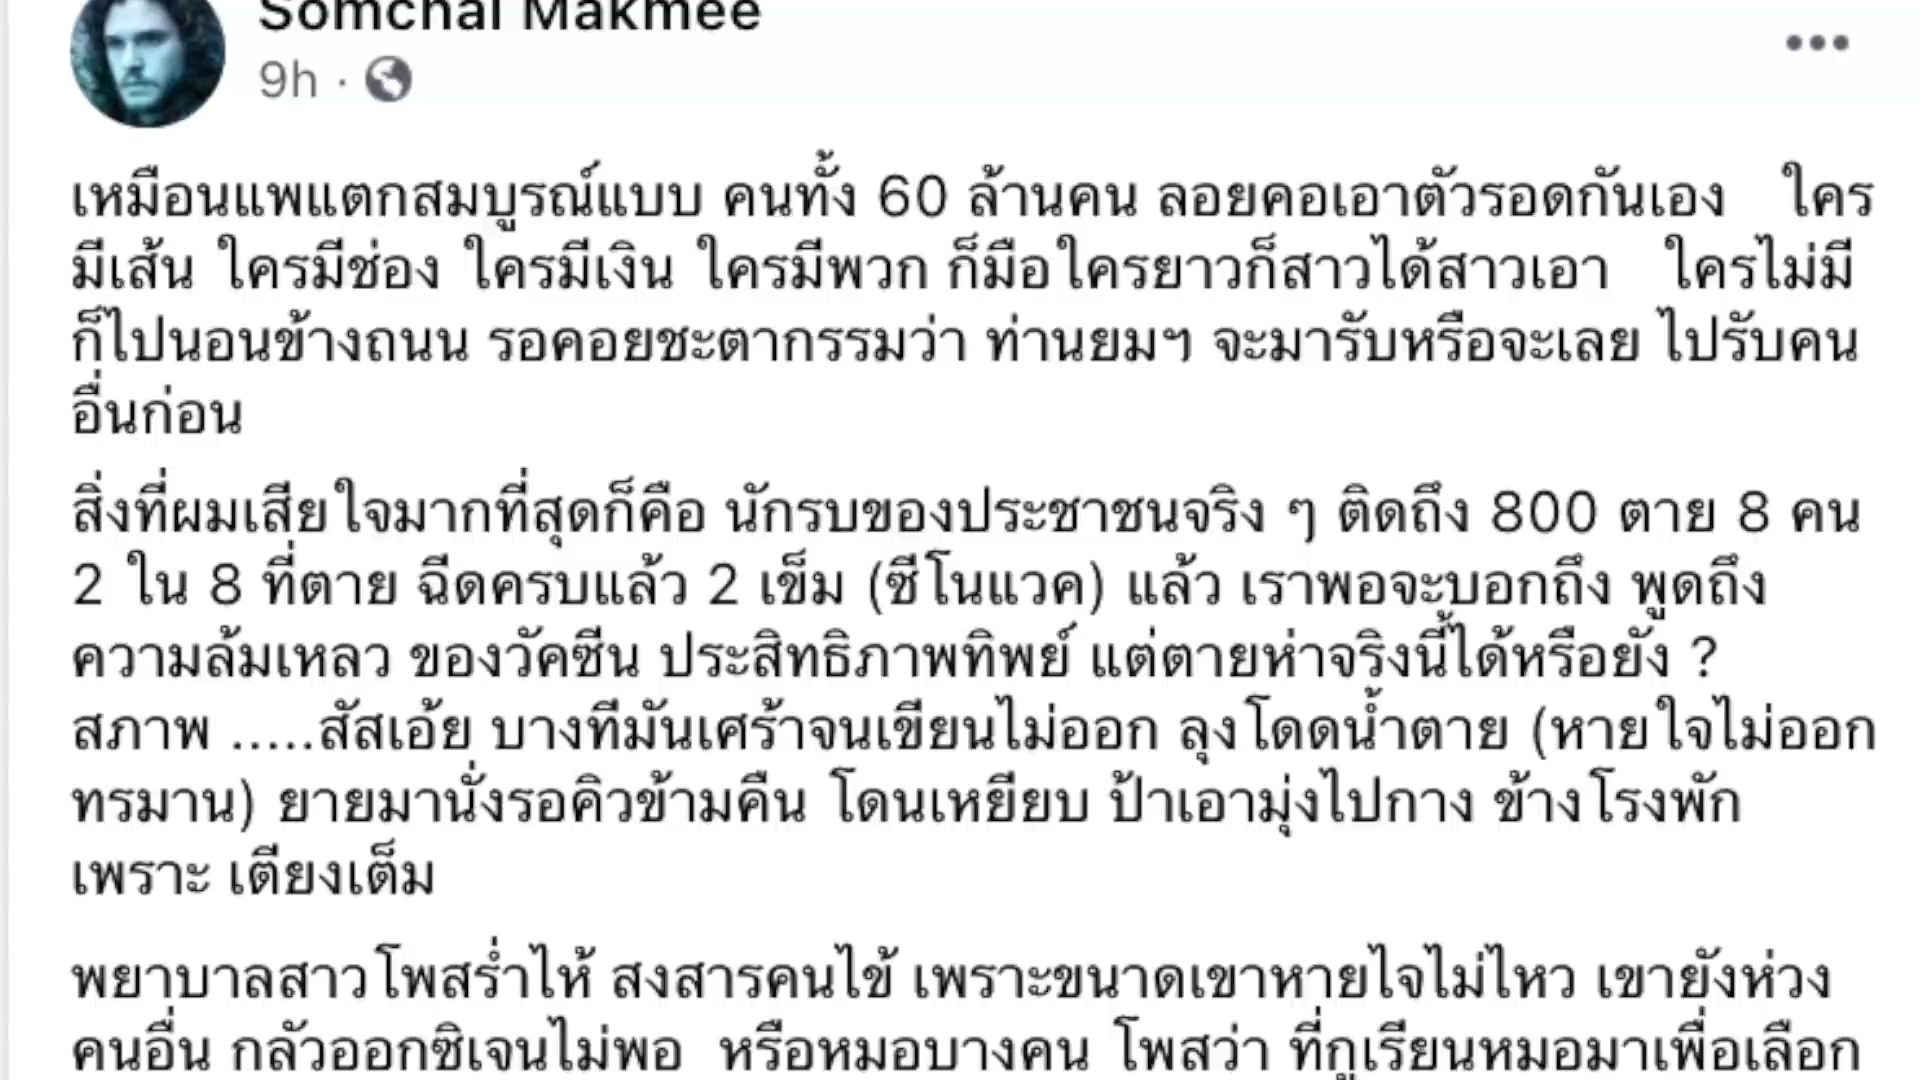 Somchai Makmee
9h ·
เหมือนแพแตกสมบูรณ์แบบ คนทั้ง 60 ล้านคน ลอยคอเอาตัวรอดกันเอง ใคร
มีเส้น ใครมีช่อง ใครมีเงิน ใครมีพวก ก็มือใครยาวก็สาวได้สาวเอา ใครไม่มี
ก็ไปนอนข้างถนน รอคอยชะตากรรมว่า ท่านยมฯ จะมารับหรือจะเลย ไปรับคน
อื่นก่อน
สิ่งที่ผมเสียใจมากที่สุดก็คือ นักรบของประชาชนจริง ๆ ติดถึง 800 ตาย 8 คน
2 ใน 8 ที่ตาย ฉีดครบแล้ว 2 เข็ม (ซีโนแวค) แล้ว เราพอจะบอกถึง พูดถึง
ความล้มเหลว ของวัคซีน ประสิทธิภาพทิพย์ แต่ตายห่าจริงนี้ได้หรือยัง ?
สภาพ .....สัสเอ้ย บางทีมันเศร้าจนเขียนไม่ออก ลุงโดดน้ำตาย (หายใจไม่ออก
ทรมาน) ยายมานั่งรอคิวข้ามคืน โดนเหยียบ ป้าเอามุ่งไปกาง ข้างโรงพัก
เพราะ เตียงเต็ม
พยาบาลสาวโพสร่ำไห้ สงสารคนไข้ เพราะขนาดเขาหายไจไม่ไหว เขายังห่วง
คนอื่น กลัวออกซิเจนไม่พอ หรือหมอบางคน โพสว่า ที่กูเรียนหมอมาเพื่อเลือก